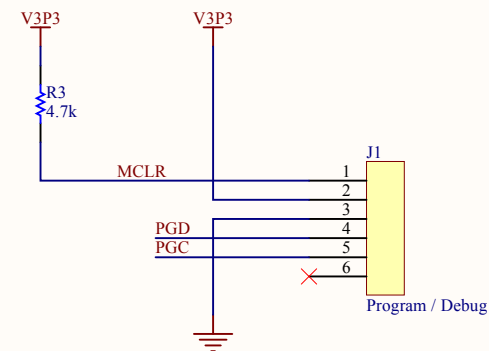 V3P3
V3P3
R3
4.7k
J1
MCLR
1
2
3
PGD
4
PGC
5
6
Program / Debug